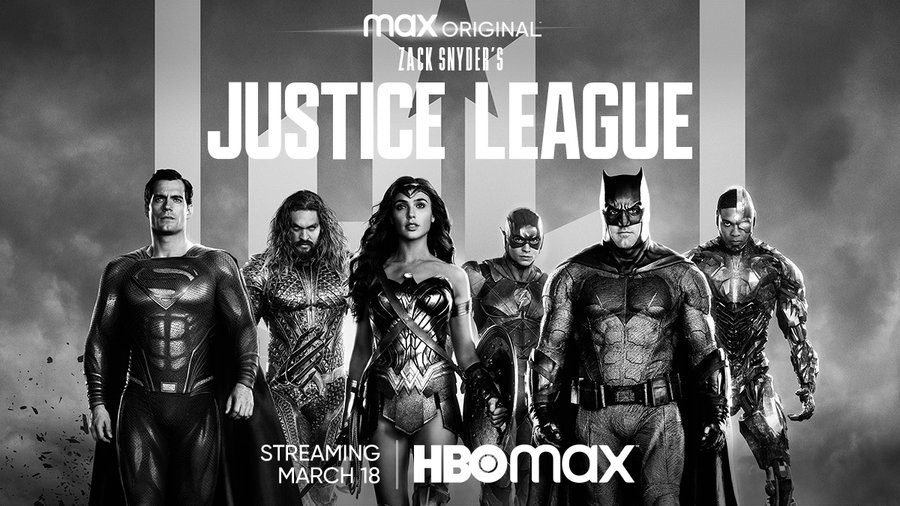 max ORIGINAL
ZACK SNYDER'S
JUSTICE LEAGUE
STREAMING
MARCH 18
HBOmax